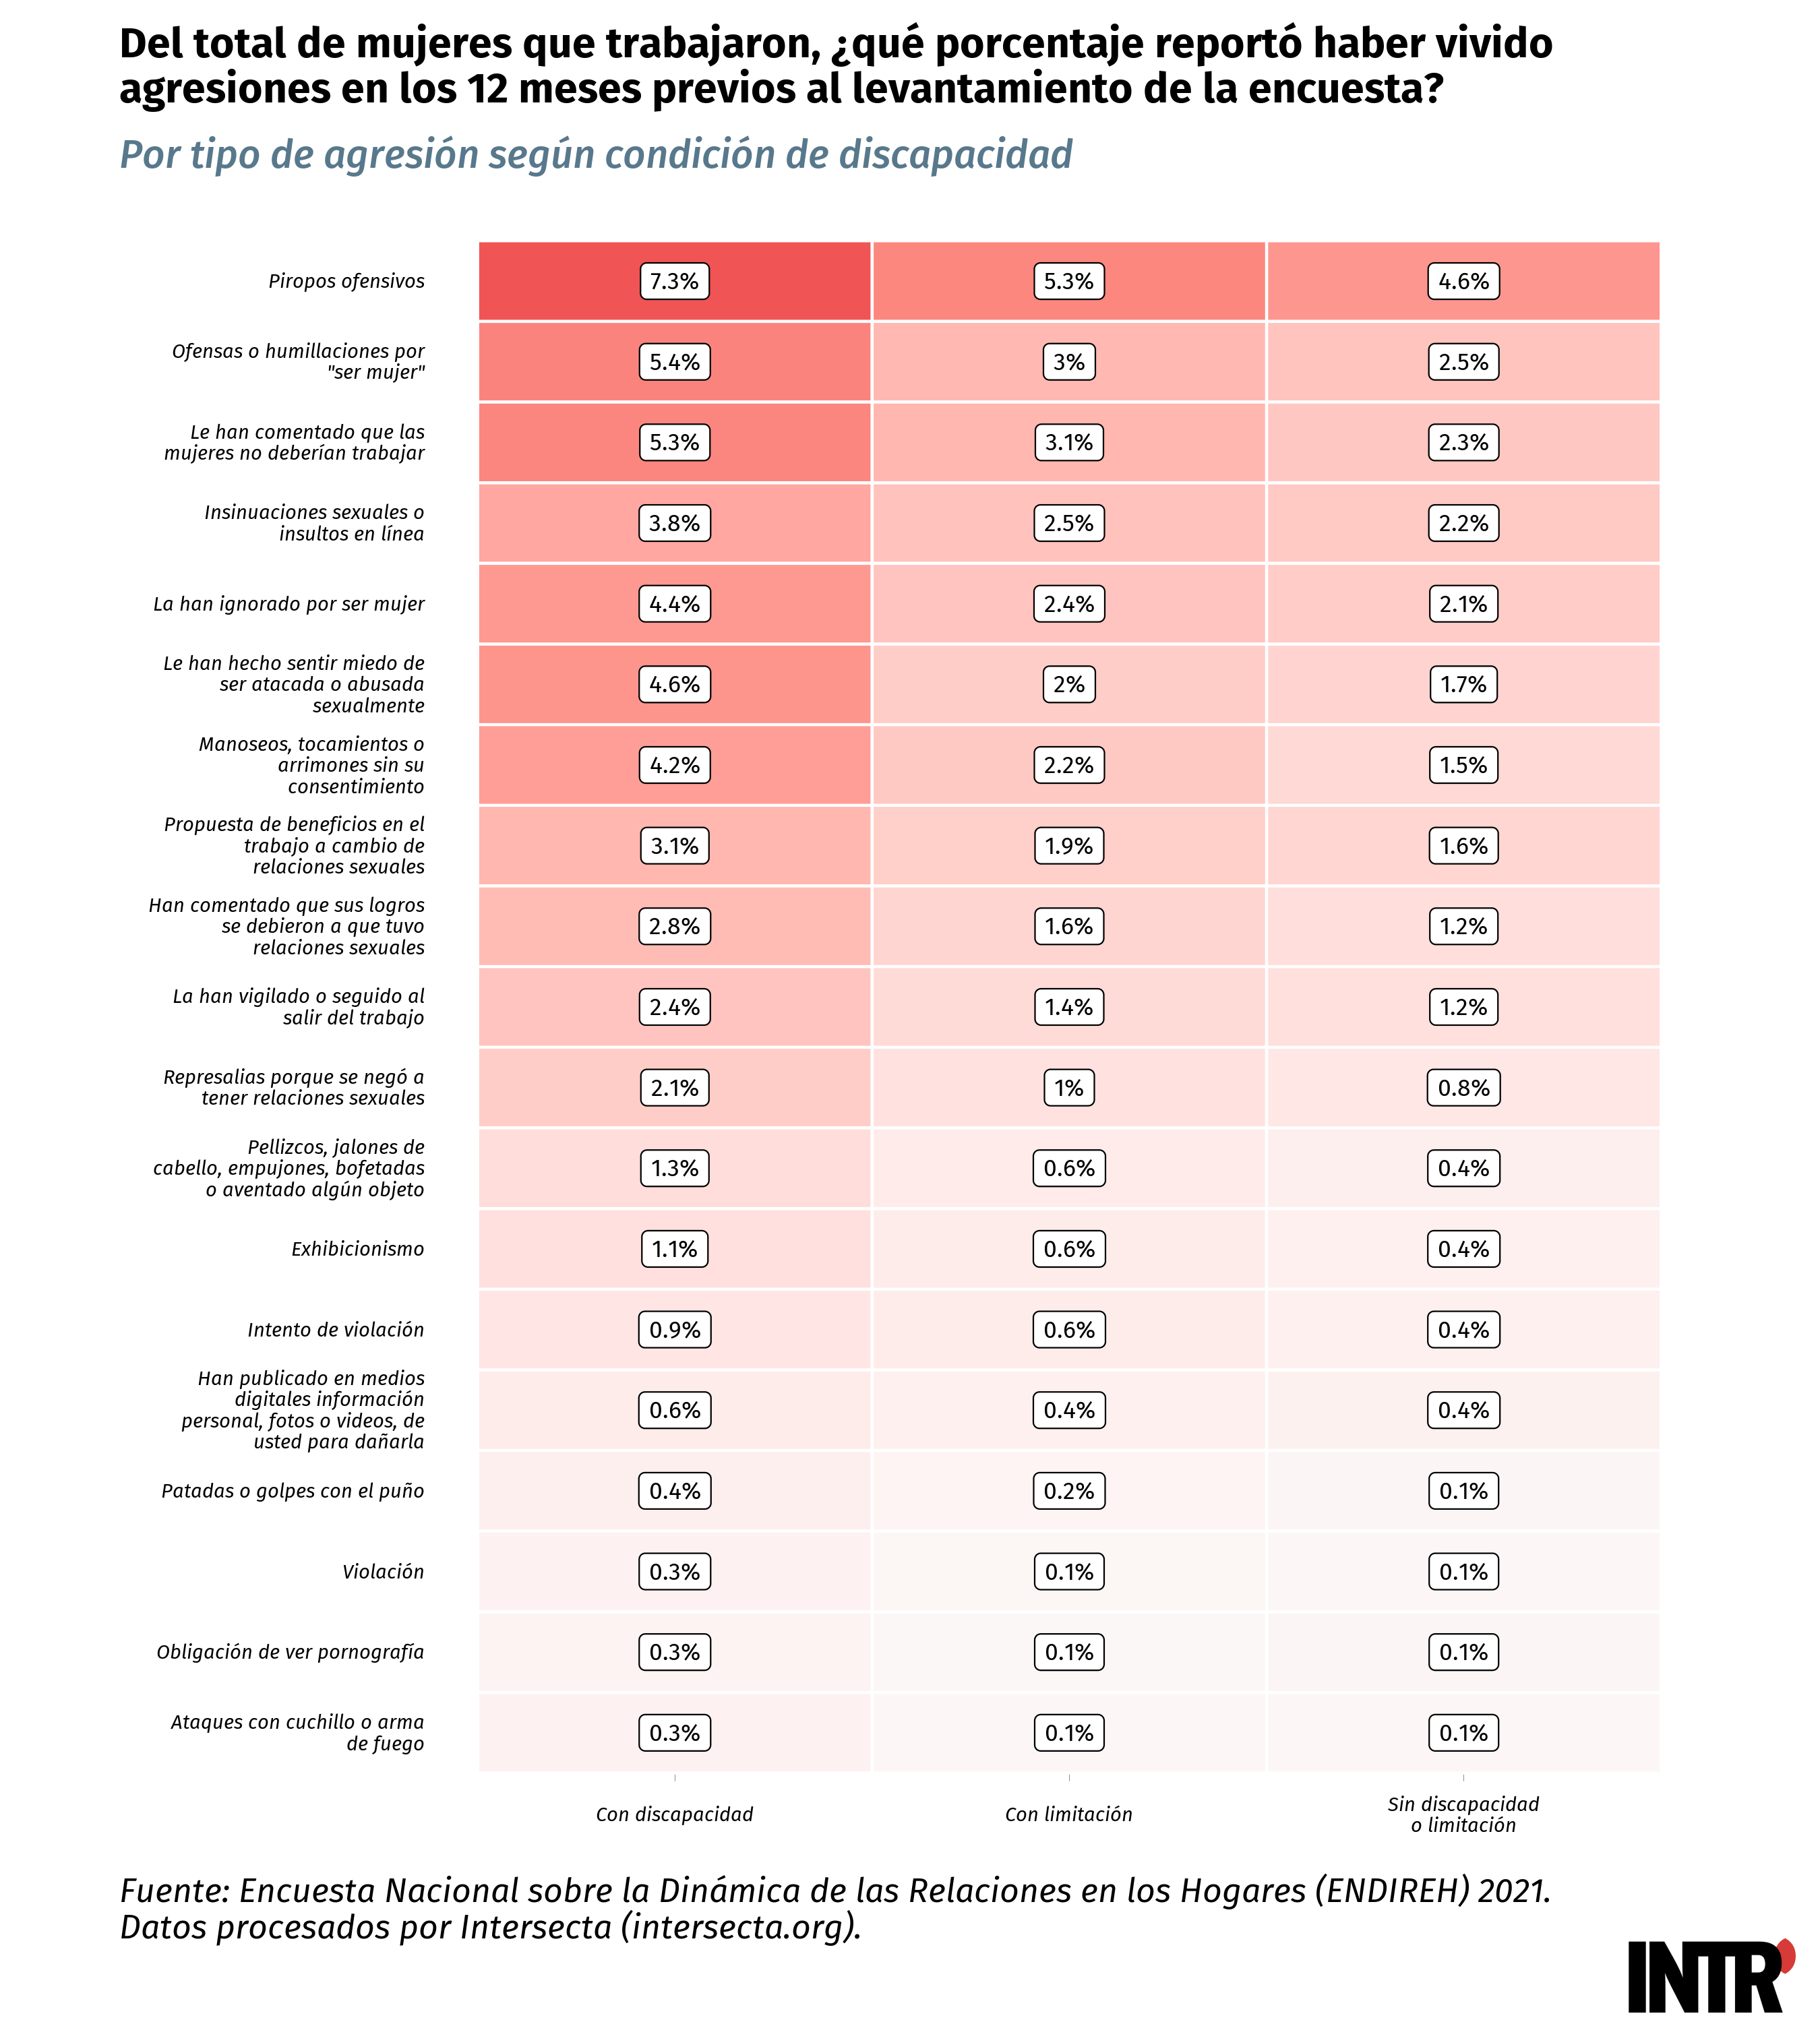 Del total de mujeres que trabajaron, ¿qué porcentaje reportó haber vivido
agresiones en los 12 meses previos al levantamiento de la encuesta?
Por tipo de agresión según condición de discapacidad
Piropos ofensivos
7.3%
5.3%
4.6%
Ofensas o humillaciones por
"ser mujer"
5.4%
3%
2.5%
Le han comentado que las
mujeres no deberían trabajar
5.3%
3.1%
2.3%
Insinuaciones sexuales o
insultos en línea
3.8%
2.5%
2.2%
La han ignorado por ser mujer
4.4%
2.4%
2.1%
Le han hecho sentir miedo de
ser atacada o abusada
sexualmente
4.6%
2%
1.7%
Manoseos, tocamientos o
arrimones sin su
consentimiento
4.2%
2.2%
1.5%
Propuesta de beneficios en el
trabajo a cambio de
relaciones sexuales
3.1%
1.9%
1.6%
Han comentado que sus logros
se debieron a que tuvo
relaciones sexuales
2.8%
1.6%
1.2%
La han vigilado o seguido al
salir del trabajo
2.4%
1.4%
1.2%
Represalias porque se negó a
tener relaciones sexuales
2.1%
1%
0.8%
Pellizcos, jalones de
cabello, empujones, bofetadas
o aventado algún objeto
1.3%
0.6%
0.4%
Exhibicionismo
1.1%
0.6%
0.4%
Intento de violación
0.9%
0.6%
0.4%
Han publicado en medios
digitales información
personal, fotos o videos, de
usted para dañarla
0.6%
0.4%
0.4%
Patadas o golpes con el puño
0.4%
0.2%
0.1%
Violación
0.3%
0.1%
0.1%
Obligación de ver pornografía
0.3%
0.1%
0.1%
Ataques con cuchillo o arma
de fuego
0.3%
0.1%
0.1%
Con discapacidad
Con limitación
Sin discapacidad
o limitación
Fuente: Encuesta Nacional sobre la Dinámica de las Relaciones en los Hogares (ENDIREH) 2021.
Datos procesados por Intersecta (intersecta.org).
INTR